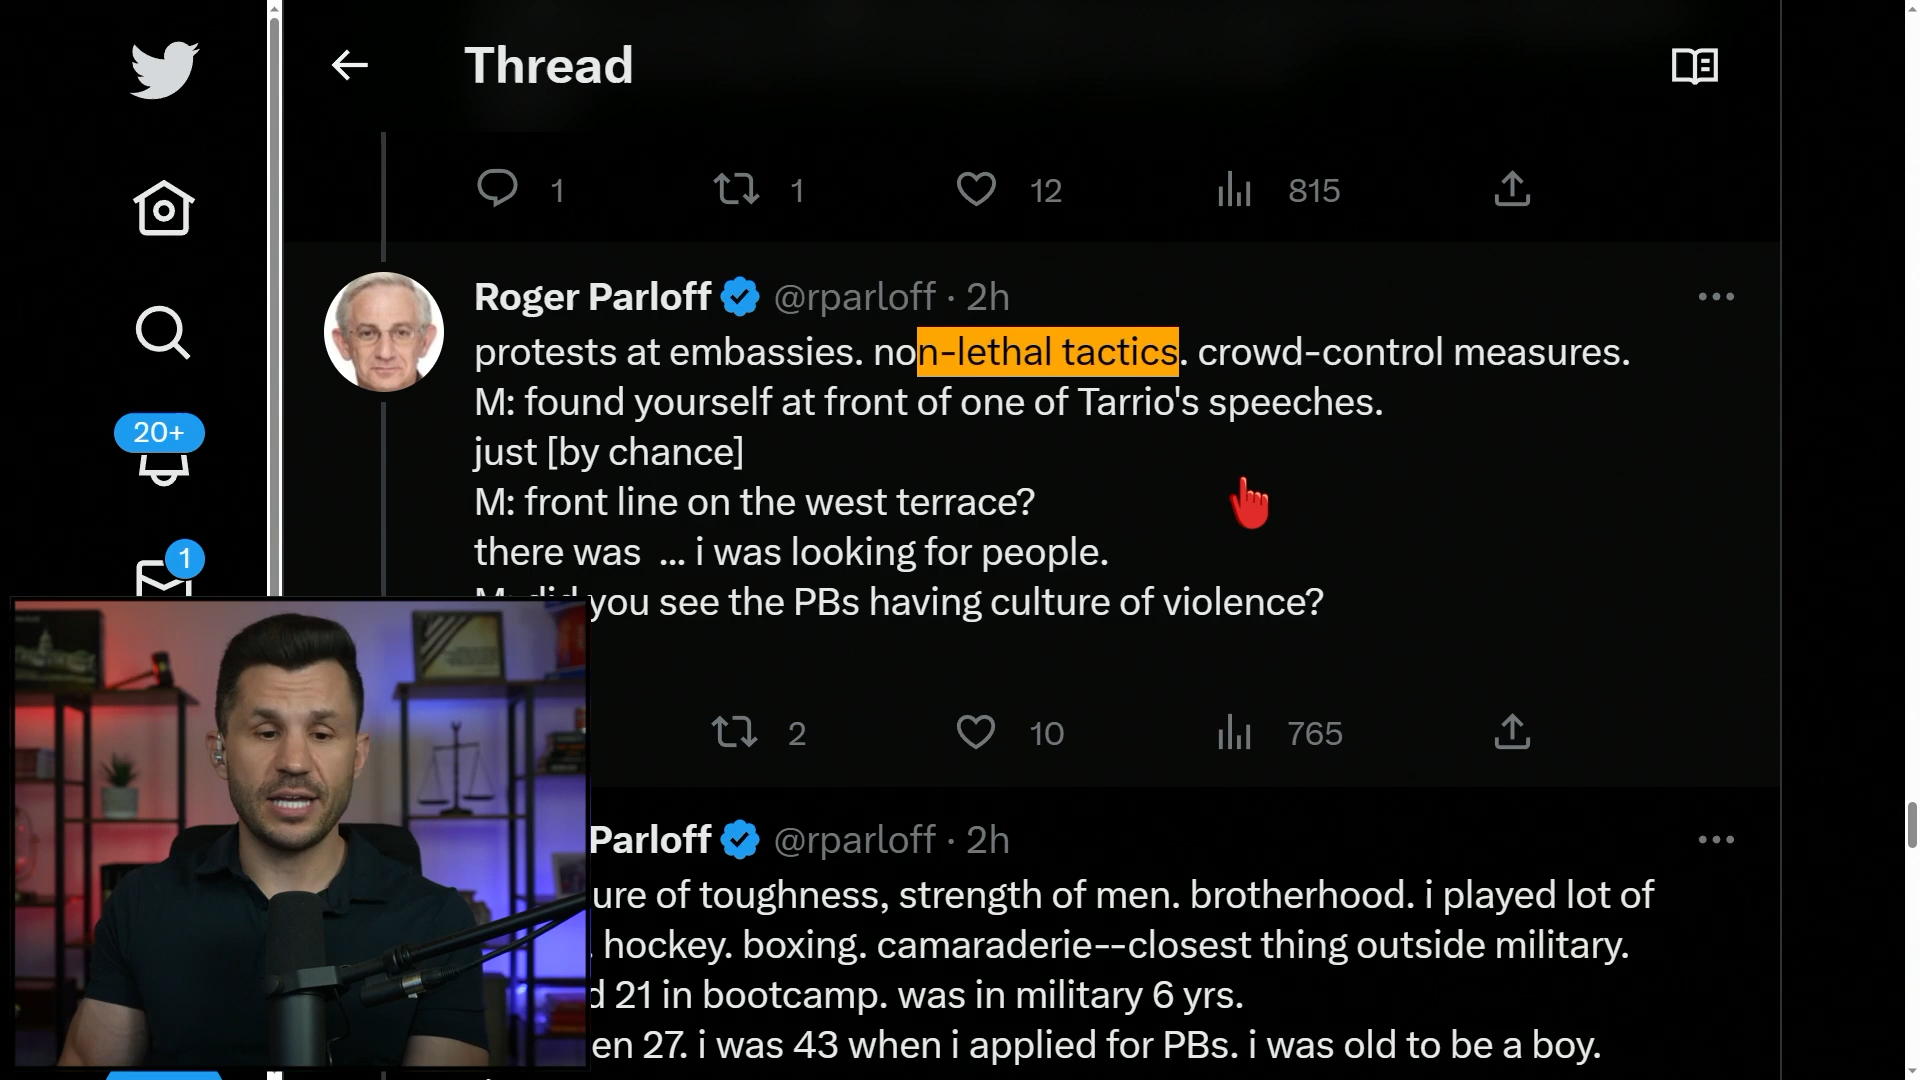 Thread
1
1
12
815
Roger Parloff @rparloff · 2h
protests at embassies. non-lethal tactics. crowd-control measures.
M: found yourself at front of one of Tarrio's speeches.
just [by chance]
M: front line on the west terrace?
there was ... i was looking for people.
M: did you see the PBs having culture of violence?
20+
1
2
10
765
Parloff @rparloff · 2h
ure of toughness, strength of men. brotherhood. i played lot of
. hockey. boxing. camaraderie--closest thing outside military.
d 21 in bootcamp. was in military 6 yrs.
en 27. i was 43 when i applied for PBs. i was old to be a boy.